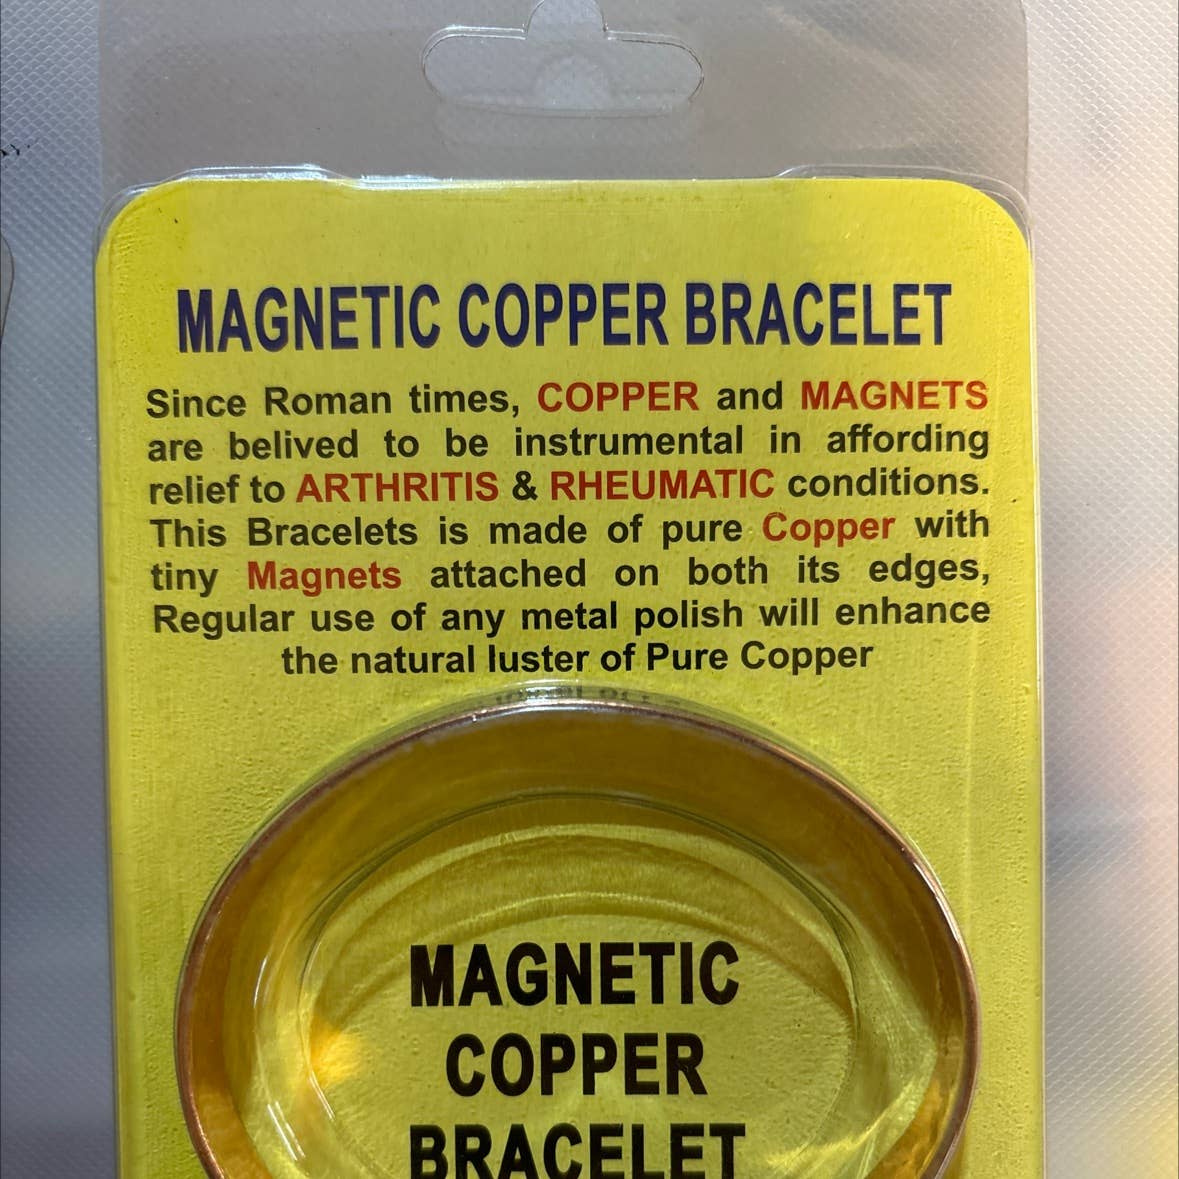 MAGNETIC COPPER BRACELET
Since Roman times, COPPER and MAGNETS
are belived to be instrumental in affording
relief to ARTHRITIS & RHEUMATIC conditions.
This Bracelets is made of pure Copper with
tiny Magnets attached on both its edges,
Regular use of any metal polish will enhance
the natural luster of Pure Copper
MAGNETIC
COPPER
BRACELET